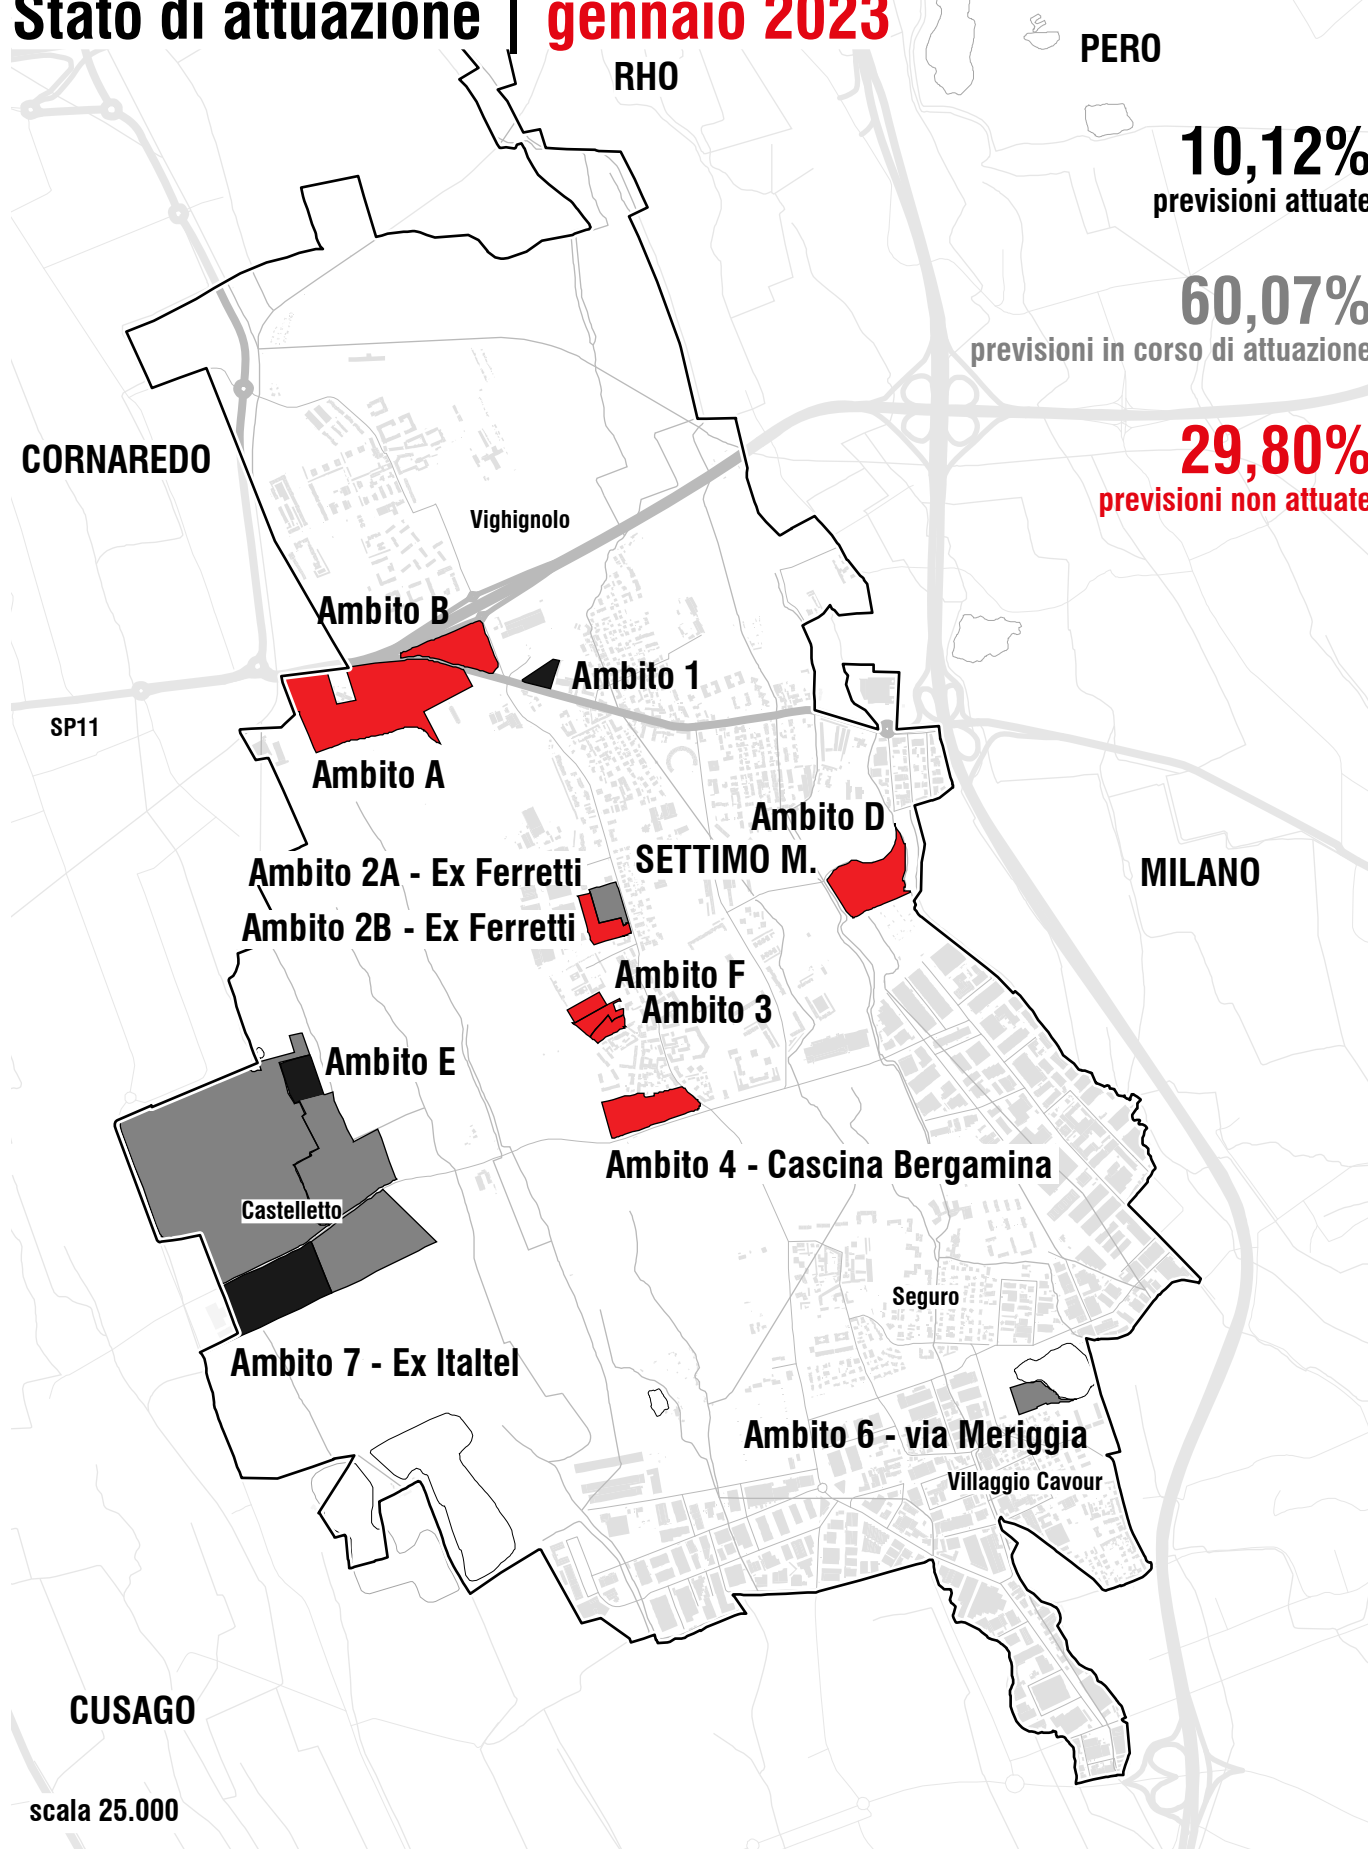 Stato di attuazione | gennaio 2023
RHO
PERO
10,12%
previsioni attuate
60,07%
previsioni in corso di attuazione
29,80%
previsioni non attuate
CORNAREDO
Vighignolo
Ambito B
Ambito 1
SP11
Ambito A
Ambito D
SETTIMO M.
MILANO
Ambito 2A - Ex Ferretti
Ambito 2B - Ex Ferretti
Ambito F
Ambito 3
Ambito E
Ambito 4 - Cascina Bergamina
Castelletto
Seguro
Ambito 7 - Ex Italtel
Ambito 6 - via Meriggia
Villaggio Cavour
CUSAGO
scala 25.000